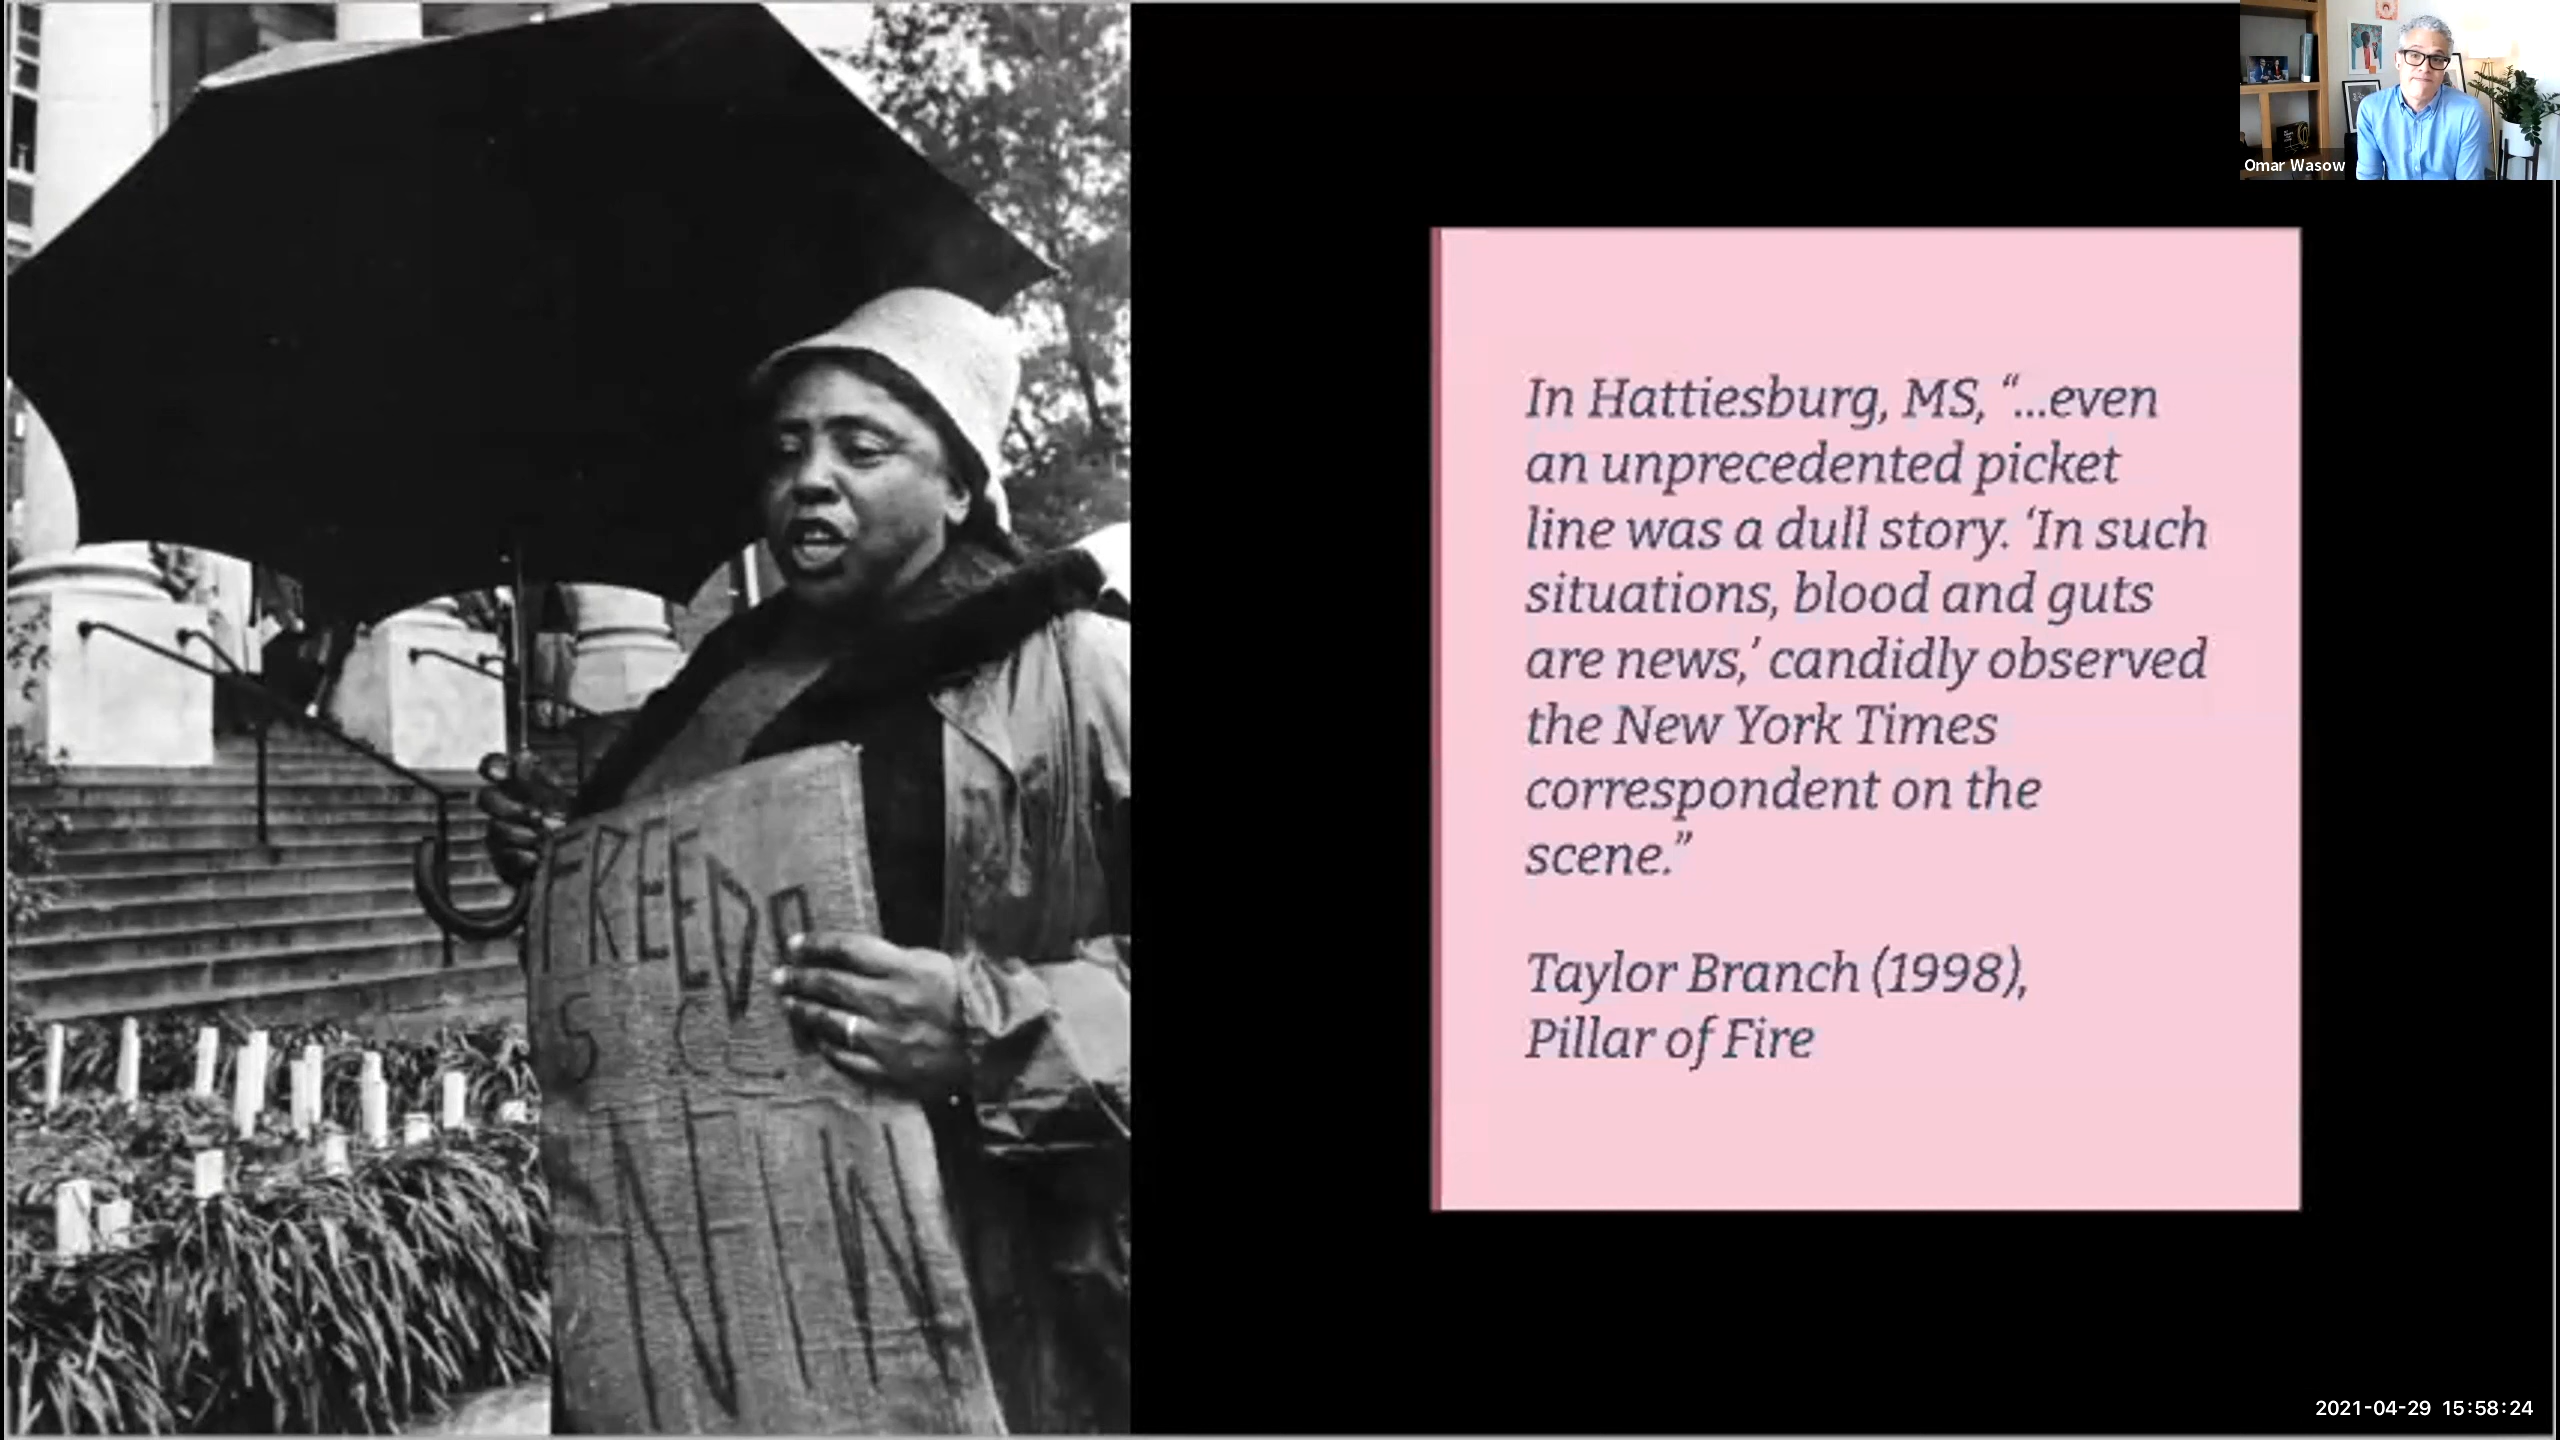 Omar Wasow
In Hattiesburg, MS, “...even
an unprecedented picket
line was a dull story. ‘In such
situations, blood and guts
are news,’ candidly observed
the New York Times
correspondent on the
scene.”
Taylor Branch (1998),
Pillar of Fire
FREEDO
2021-04-29 15:58:24